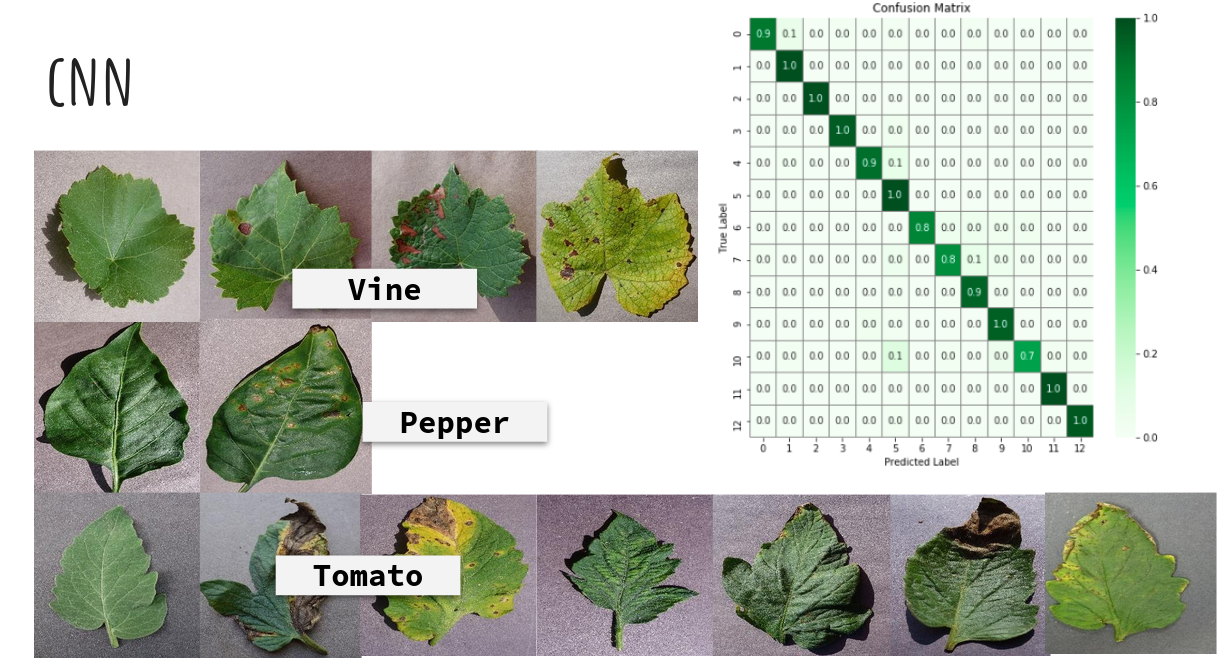 CNN
Vine
Pepper
Tomato
Confusion Matrix
True Label
0 0.9 0.1 0.0 0.0 0.0 0.0 0.0 0.0 0.0 0.0 0.0 0.0 0.0
1 0.0 1.0 0.0 0.0 0.0 0.0 0.0 0.0 0.0 0.0 0.0 0.0 0.0
2 0.0 0.0 1.0 0.0 0.0 0.0 0.0 0.0 0.0 0.0 0.0 0.0 0.0
3 0.0 0.0 0.0 1.0 0.0 0.0 0.0 0.0 0.0 0.0 0.0 0.0 0.0
4 0.0 0.0 0.0 0.0 0.9 0.1 0.0 0.0 0.0 0.0 0.0 0.0 0.0
5 0.0 0.0 0.0 0.0 0.0 1.0 0.0 0.0 0.0 0.0 0.0 0.0 0.0
6 0.0 0.0 0.0 0.0 0.0 0.0 0.8 0.0 0.0 0.0 0.0 0.0 0.0
7 0.0 0.0 0.0 0.0 0.0 0.0 0.0 0.8 0.1 0.0 0.0 0.0 0.0
8 0.0 0.0 0.0 0.0 0.0 0.0 0.0 0.0 0.9 0.0 0.0 0.0 0.0
9 0.0 0.0 0.0 0.0 0.0 0.0 0.0 0.0 0.0 1.0 0.0 0.0 0.0
10 0.0 0.0 0.0 0.0 0.0 0.1 0.0 0.0 0.0 0.0 0.7 0.0 0.0
11 0.0 0.0 0.0 0.0 0.0 0.0 0.0 0.0 0.0 0.0 0.0 1.0 0.0
12 0.0 0.0 0.0 0.0 0.0 0.0 0.0 0.0 0.0 0.0 0.0 0.0 1.0
0 1 2 3 4 5 6 7 8 9 10 11 12
Predicted Label
1.0
0.8
0.6
0.4
0.2
0.0